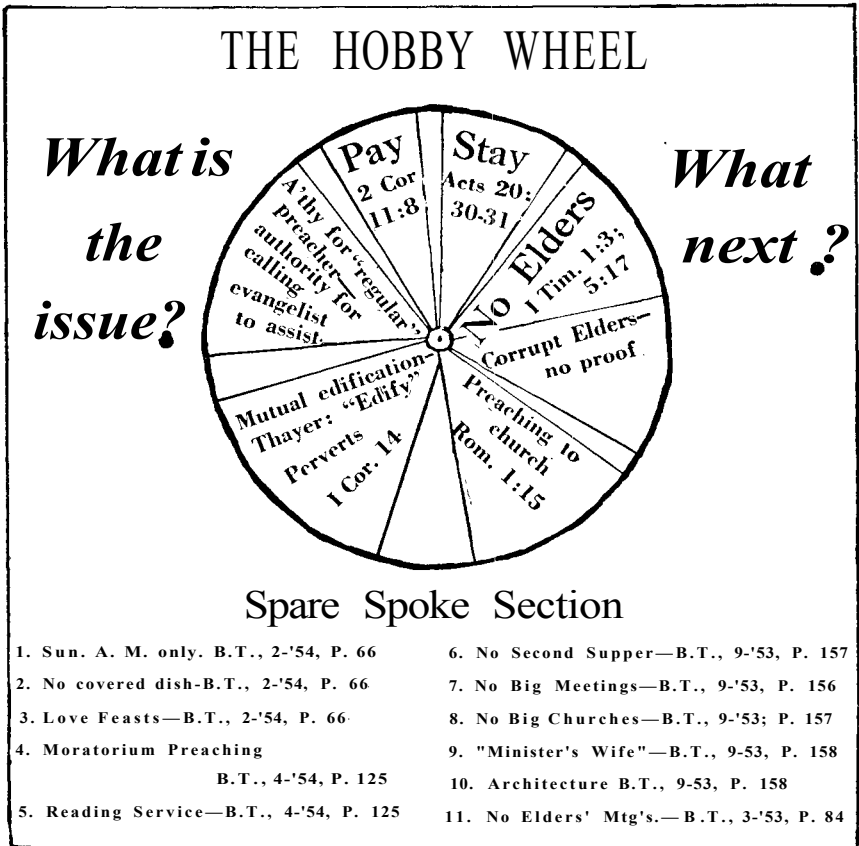 THE HOBBY WHEEL
What is
the
issue?
What
next ?
Pay
2 Cor
11:8
Stay
Acts 20:
30-31
No Elders
1 Tim. 1:3;
5:17
Corrupt Elders—
no proof
Preaching to
church
Rom. 1:15
Mutual edification-
Thayer: "Edify"
Perverts
I Cor. 14
A'thy for "regular"
preacher—
authority for
calling
evangelist
to assist.
Spare Spoke Section
1. Sun. A. M. only. B.T., 2-'54, P. 66
2. No covered dish-B.T., 2-'54, P. 66
3. Love Feasts—B.T., 2-'54, P. 66
4. Moratorium Preaching
B.T., 4-'54, P. 125
5. Reading Service—B.T., 4-'54, P. 125
6. No Second Supper—B.T., 9-'53, P. 157
7. No Big Meetings—B.T., 9-'53, P. 156
8. No Big Churches—B.T., 9-'53; P. 157
9. "Minister's Wife"—B.T., 9-53, P. 158
10. Architecture B.T., 9-53, P. 158
11. No Elders' Mtg's.—B.T., 3-'53, P. 84